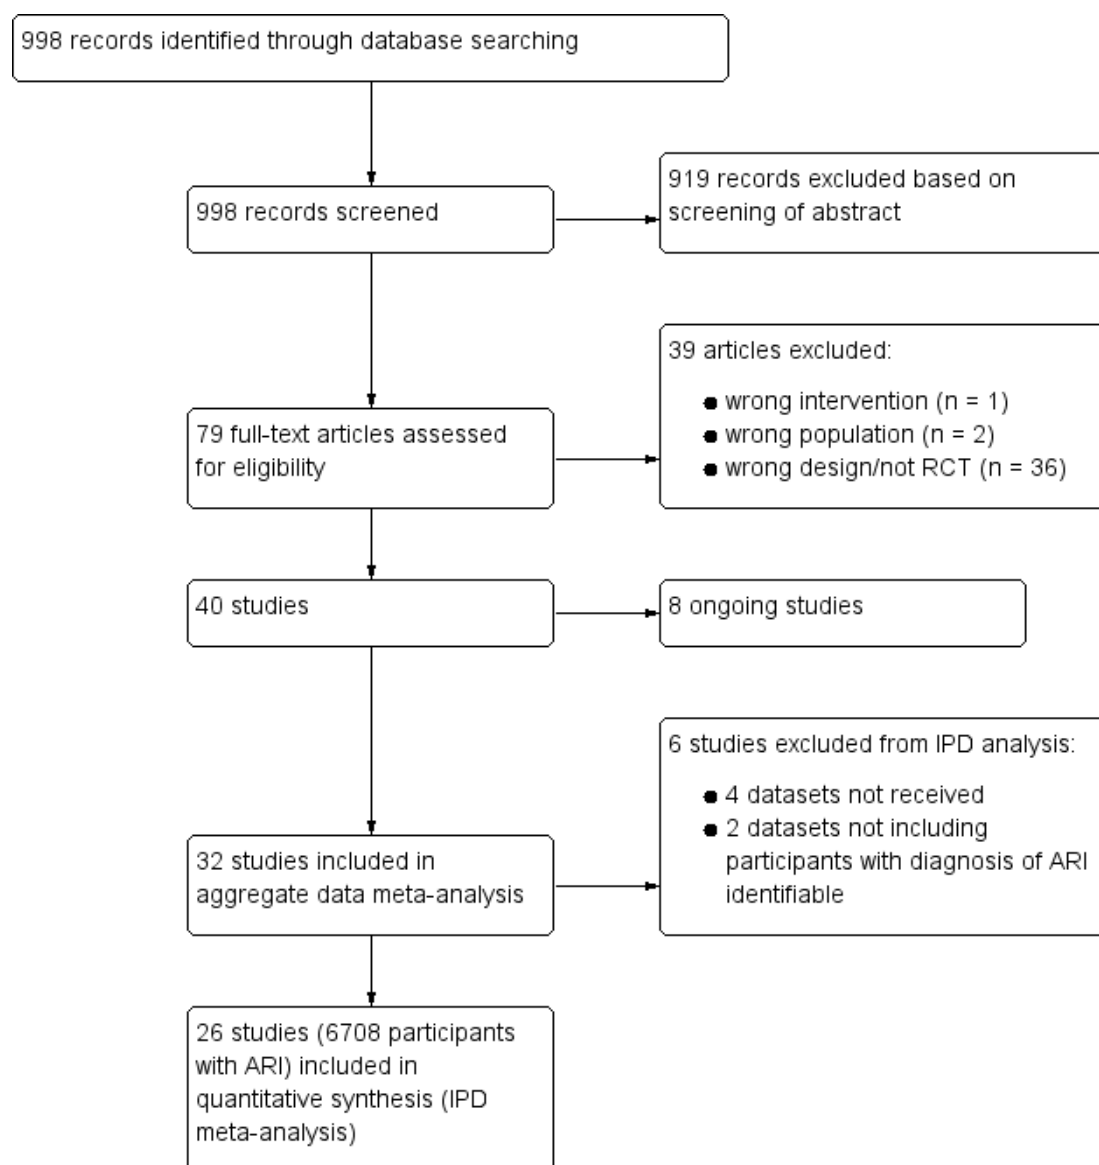 998 records identified through database searching
998 records screened
919 records excluded based on
screening of abstract
79 full-text articles assessed
for eligibility
39 articles excluded:
● wrong intervention (n = 1)
● wrong population (n = 2)
● wrong design/not RCT (n = 36)
40 studies
8 ongoing studies
32 studies included in
aggregate data meta-analysis
6 studies excluded from IPD analysis:
● 4 datasets not received
● 2 datasets not including
participants with diagnosis of ARI
identifiable
26 studies (6708 participants
with ARI) included in
quantitative synthesis (IPD
meta-analysis)